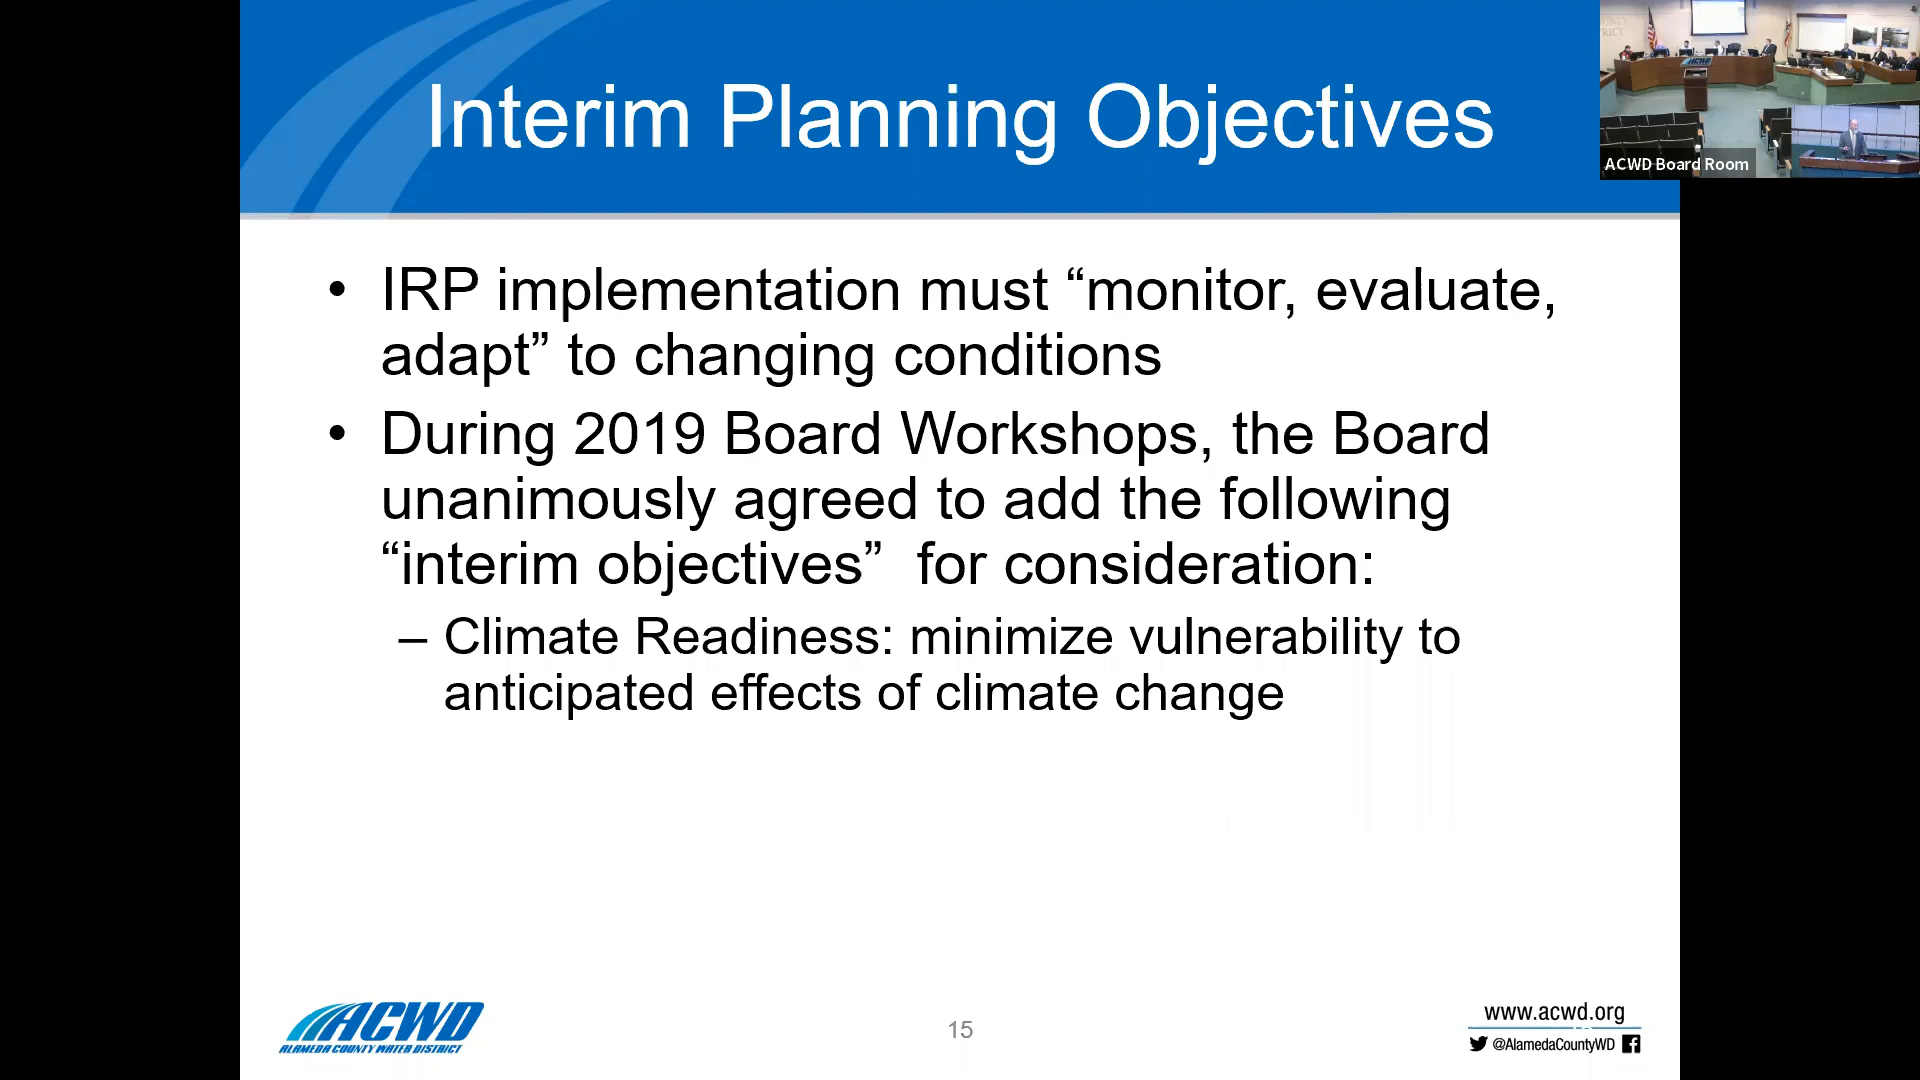 Interim Planning Objectives
ACWD Board Room
• IRP implementation must “monitor, evaluate,
adapt” to changing conditions
• During 2019 Board Workshops, the Board
unanimously agreed to add the following
“interim objectives”  for consideration:
– Climate Readiness: minimize vulnerability to
anticipated effects of climate change
ACWD
ALAMEDA COUNTY WATER DISTRICT
15
www.acwd.org
@AlamedaCountyWD